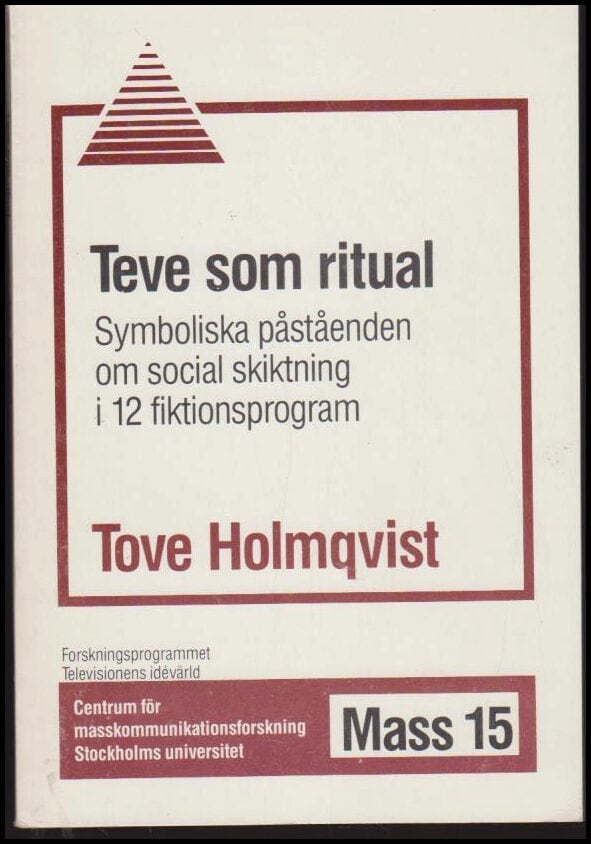 Teve som ritual
Symboliska påståenden
om social skiktning
i 12 fiktionsprogram
Tove Holmqvist
Forskningsprogrammet
Televisionens idévärld
Centrum för
masskommunikationsforskning
Stockholms universitet
Mass 15